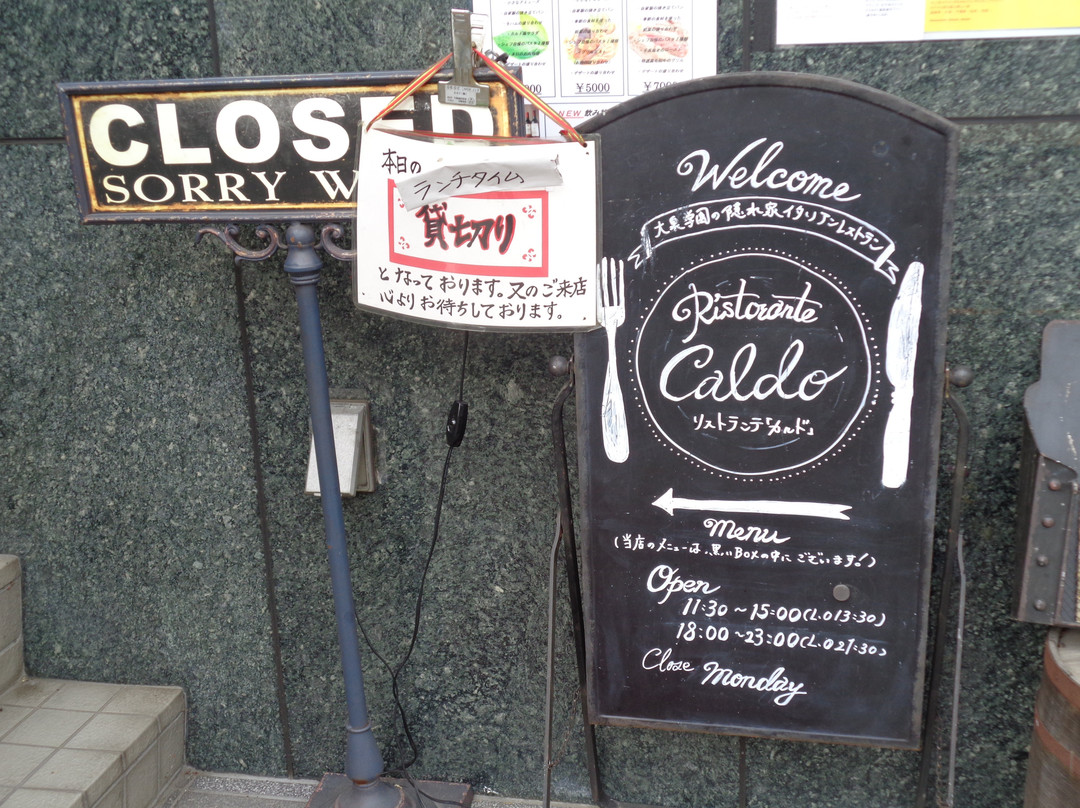 ¥5000
NEW
CLOSED
SORRY W
本日の
ランチタイム
貸切り
となっております。又のご来店
心よりお待ちしております。
Welcome
大泉学園の隠れ家イタリアンレストラン
Ristorante
Caldo
リストランテ「カルド」
Menu
(当店のメニューは、黒いBoxの中にございます!)
Open
11:30～15:00(L.O13:30)
18:00～23:00(L.O21:30)
Close Monday